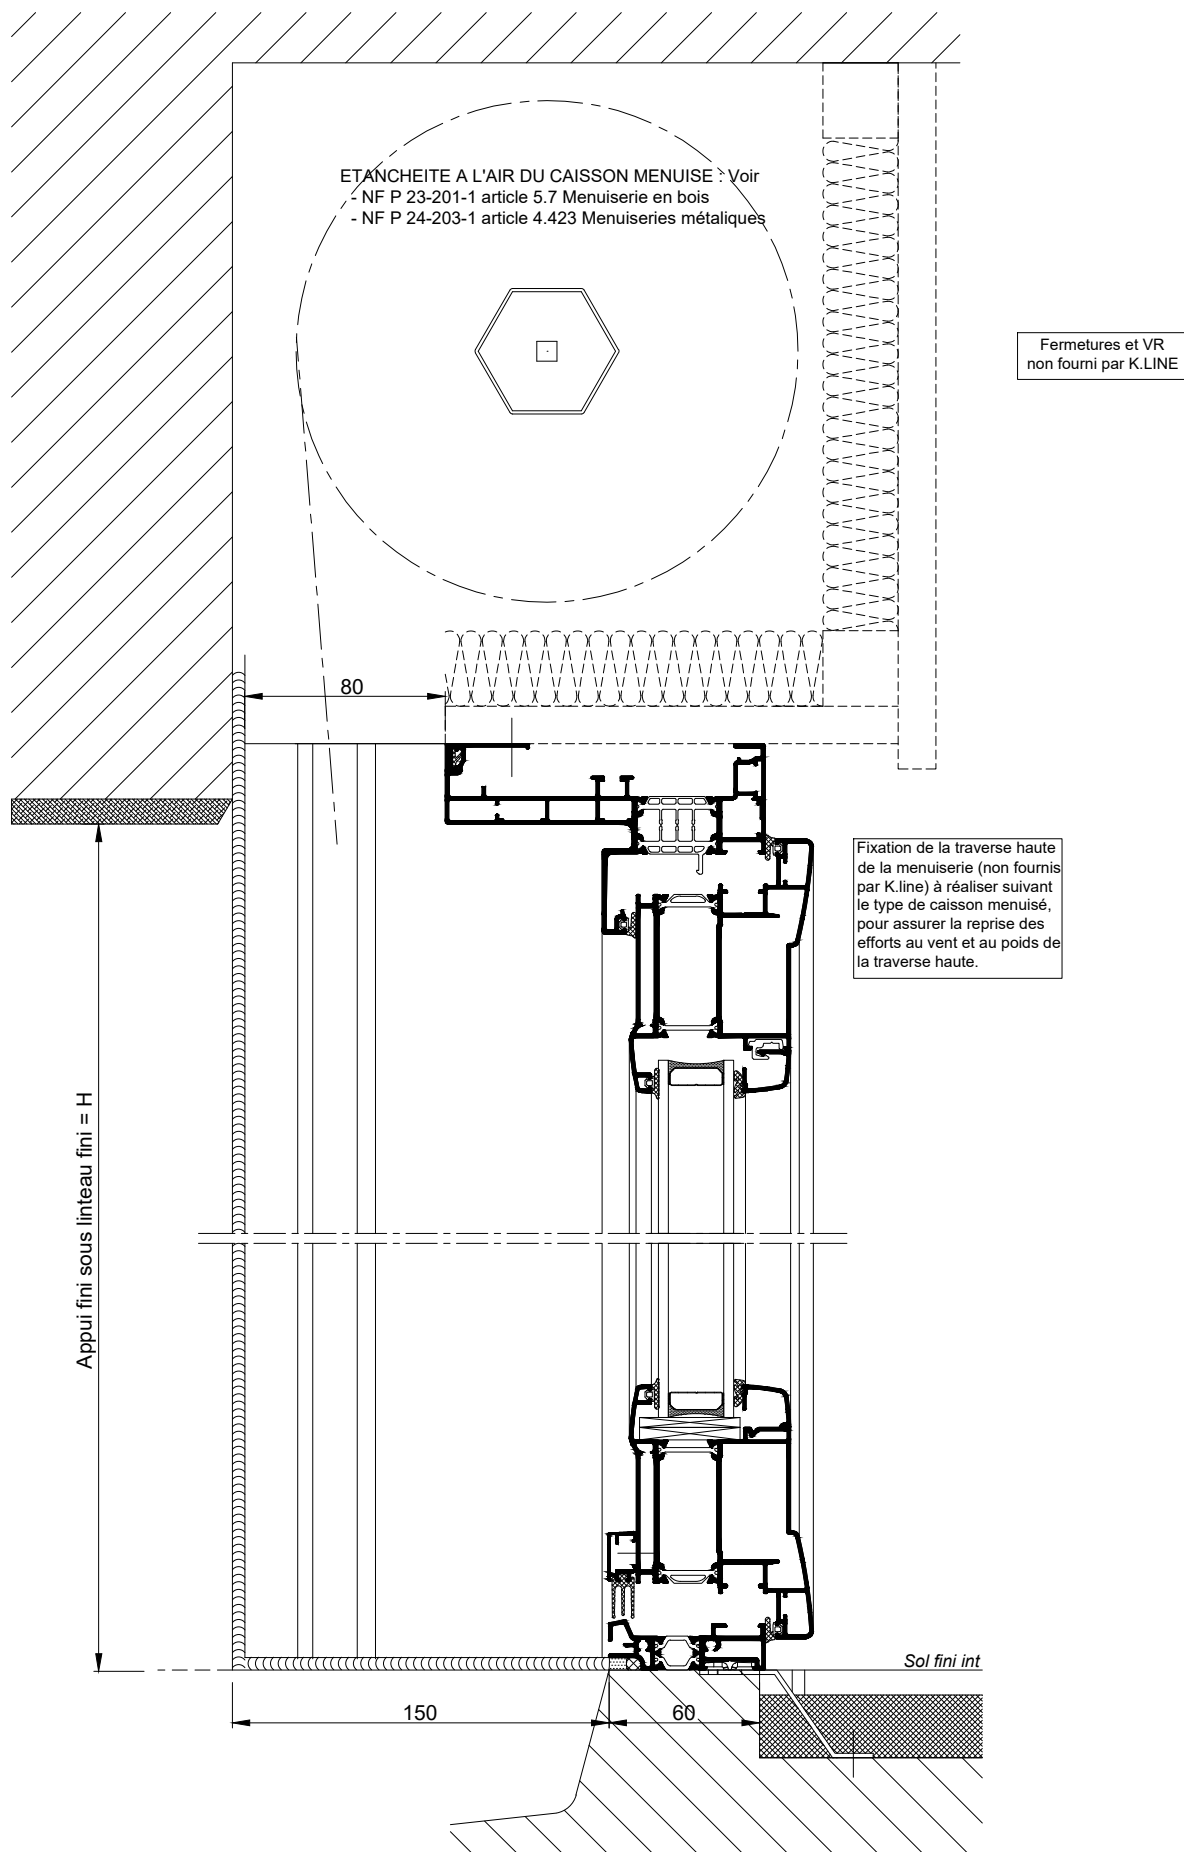 ETANCHEITE A L'AIR DU CAISSON MENUISE : Voir
- NF P 23-201-1 article 5.7 Menuiserie en bois
- NF P 24-203-1 article 4.423 Menuiseries métaliques
Fermetures et VR
non fourni par K.LINE
80
Fixation de la traverse haute
de la menuiserie (non fournis
par K.line) à réaliser suivant
le type de caisson menuisé,
pour assurer la reprise des
efforts au vent et au poids de
la traverse haute.
Appui fini sous linteau fini = H
Sol fini int
150
60